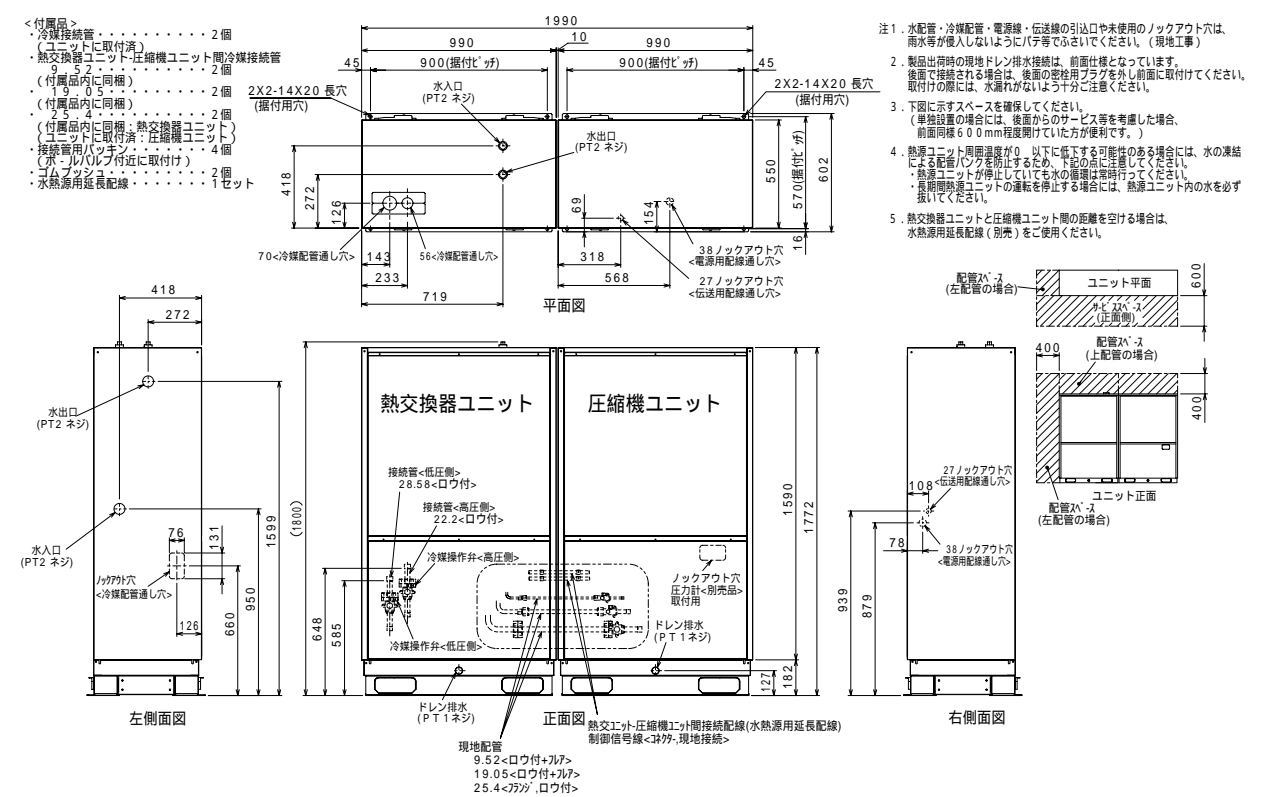 <付属品>
・冷媒接続管・・・・・・・・・・２個
(ユニットに取付済)
・熱交換器ユニット-圧縮機ユニット間冷媒接続管
９．５２・・・・・・・・・・２個
(付属品内に同梱)
・１９．０５・・・・・・・・・２個
(付属品内に同梱)
・２５．４・・・・・・・・・・２個
(付属品内に同梱：熱交換器ユニット)
(ユニットに取付済：圧縮機ユニット)
・接続管用パッキン・・・・・・・４個
(ボ-ルバルブ付近に取付け)
・ゴムブッシュ・・・・・・・・・２個
・水熱源用延長配線・・・・・・・１セット
1990
990
10
990
45
900(据付ﾋﾟｯﾁ)
900(据付ﾋﾟｯﾁ)
45
2X2-14X20 長穴
(据付用穴)
水入口
(PT2 ネジ)
2X2-14X20 長穴
(据付用穴)
水出口
(PT2 ネジ)
418
272
126
69
154
550
570(据付ﾋﾟｯﾁ)
602
16
70<冷媒配管通し穴>
143
56<冷媒配管通し穴>
233
719
318
568
38ノックアウト穴
<電源用配線通し穴>
27ノックアウト穴
<伝送用配線通し穴>
平面図
注１．水配管・冷媒配管・電源線・伝送線の引込口や未使用のノックアウト穴は、
雨水等が侵入しないようにパテ等でふさいでください。(現地工事)
２．製品出荷時の現地ドレン排水接続は、前面仕様となっています。
後面で接続される場合は、後面の密栓用プラグを外し前面に取付けてください。
取付けの際には、水漏れがないよう十分ご注意ください。
３．下図に示すスペースを確保してください。
(単独設置の場合には、後面からのサービス等を考慮した場合、
前面同様６００mm程度開けていた方が便利です。)
４．熱源ユニット周囲温度が０　以下に低下する可能性のある場合には、水の凍結
による配管パンクを防止するため、下記の点に注意してください。
・熱源ユニットが停止していても水の循環は常時行ってください。
・長期間熱源ユニットの運転を停止する場合には、熱源ユニット内の水を必ず
抜いてください。
５．熱交換器ユニットと圧縮機ユニット間の距離を空ける場合は、
水熱源用延長配線(別売)をご使用ください。
配管ｽﾍﾟ-ｽ
(左配管の場合)
ユニット平面
ｻ-ﾋﾞｽｽﾍﾟ-ｽ
(正面側)
600
400
配管ｽﾍﾟ-ｽ
(上配管の場合)
400
ユニット正面
配管ｽﾍﾟ-ｽ
(左配管の場合)
418
272
水出口
(PT2 ネジ)
水入口
(PT2 ネジ)
76
131
ﾉｯｸｱｳﾄ穴
<冷媒配管通し穴>
126
660
950
1599
左側面図
(1800)
熱交換器ユニット
圧縮機ユニット
接続管<低圧側>
28.58<ロウ付>
接続管<高圧側>
22.2<ロウ付>
冷媒操作弁<高圧側>
冷媒操作弁<低圧側>
648
585
ノックアウト穴
圧力計<別売品>
取付用
ドレン排水
(ＰＴ１ネジ)
1590
1772
127
182
ドレン排水
(ＰＴ１ネジ)
正面図
熱交ﾕﾆｯﾄ-圧縮機ﾕﾆｯﾄ間接続配線(水熱源用延長配線)
制御信号線<ｺﾈｸﾀ-,現地接続>
現地配管
9.52<ロウ付+ﾌﾚｱ>
19.05<ロウ付+ﾌﾚｱ>
25.4<ﾌﾗﾝｼﾞ,ロウ付>
27ノックアウト穴
<伝送用配線通し穴>
108
78
38ノックアウト穴
<電源用配線通し穴>
939
879
右側面図